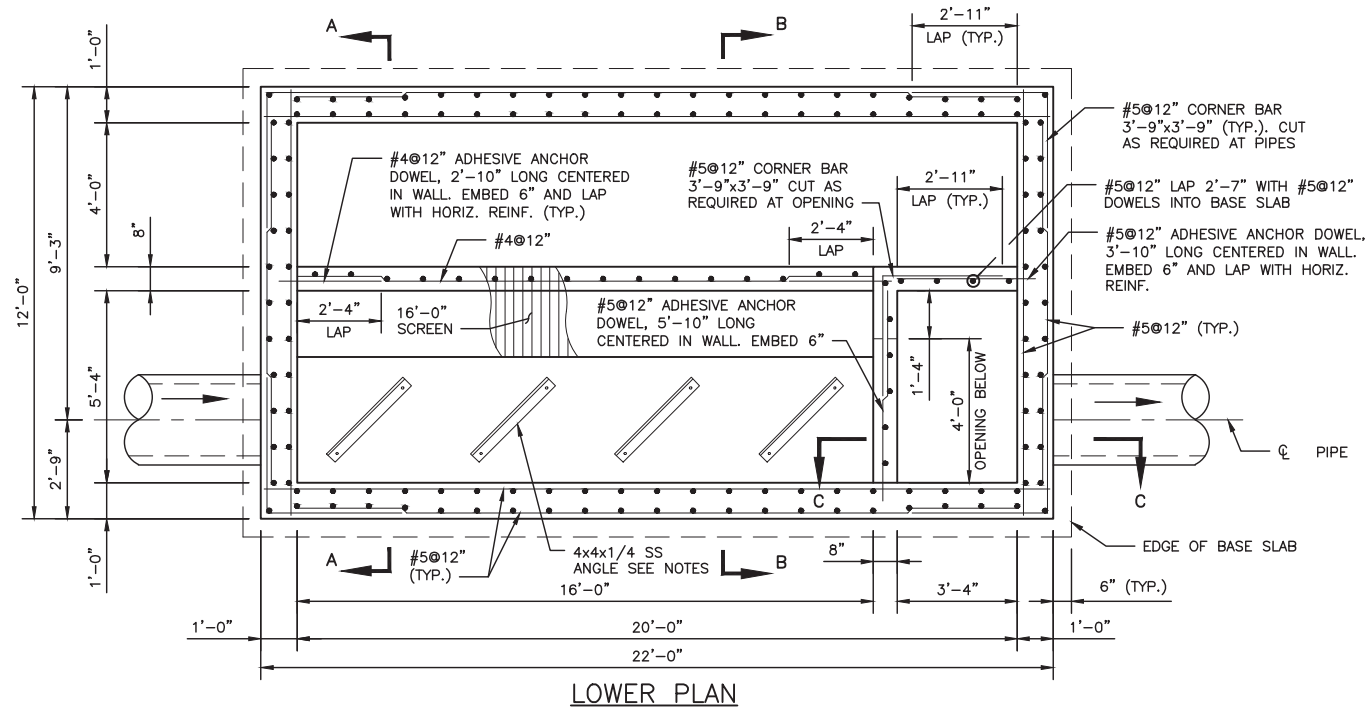 A
B
2'-11"
LAP (TYP.)
1'-0"
12'-0"
9'-3"
2'-9"
4'-0"
8"
5'-4"
1'-0"
#4@12" ADHESIVE ANCHOR
DOWEL, 2'-10" LONG CENTERED
IN WALL. EMBED 6" AND LAP
WITH HORIZ. REINF. (TYP.)
#4@12"
#5@12" CORNER BAR
3'-9"x3'-9" CUT AS
REQUIRED AT OPENING
2'-4"
LAP
2'-11"
LAP (TYP.)
#5@12" CORNER BAR
3'-9"x3'-9" (TYP.). CUT
AS REQUIRED AT PIPES
#5@12" LAP 2'-7" WITH #5@12"
DOWELS INTO BASE SLAB
#5@12" ADHESIVE ANCHOR DOWEL,
3'-10" LONG CENTERED IN WALL.
EMBED 6" AND LAP WITH HORIZ.
REINF.
#5@12" (TYP.)
2'-4"
LAP
16'-0"
SCREEN
#5@12" ADHESIVE ANCHOR
DOWEL, 5'-10" LONG
CENTERED IN WALL. EMBED 6"
1'-4"
4'-0"
OPENING BELOW
℄ PIPE
C
C
A
#5@12"
(TYP.)
4x4x1/4 SS
ANGLE SEE NOTES
B
8"
EDGE OF BASE SLAB
16'-0"
3'-4"
6" (TYP.)
1'-0"
20'-0"
1'-0"
22'-0"
LOWER PLAN